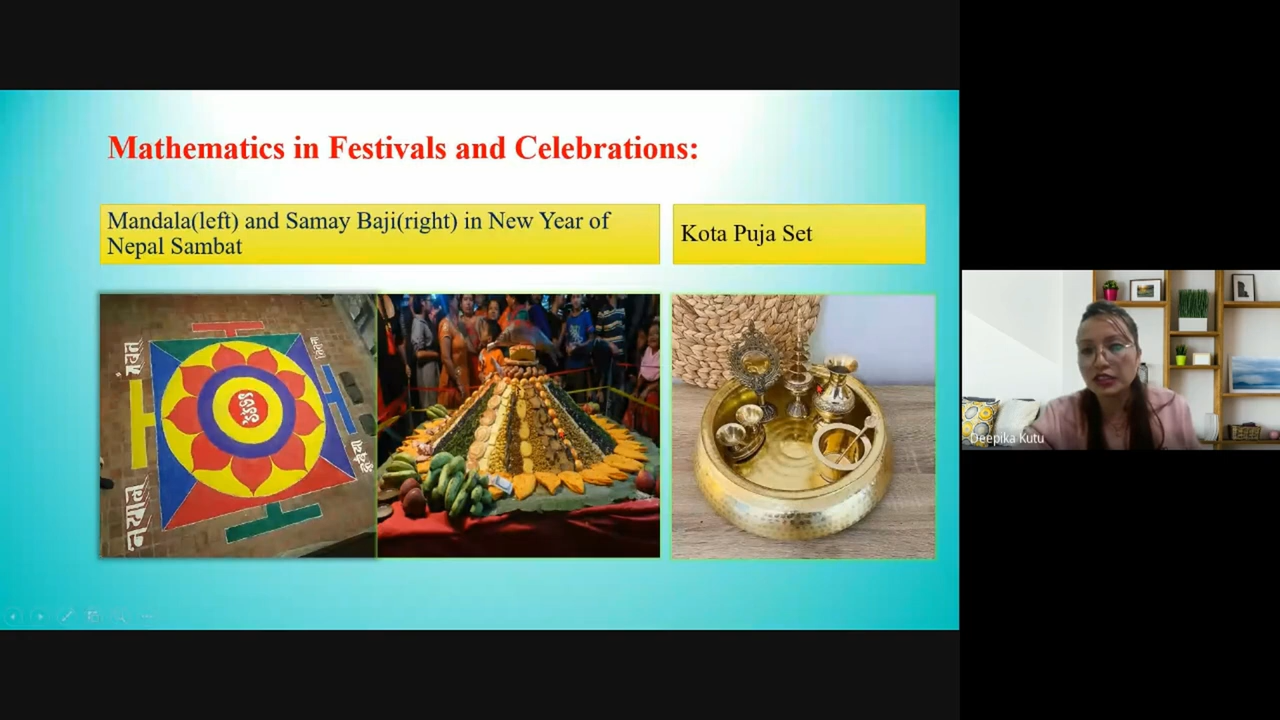 Mathematics in Festivals and Celebrations:
Mandala(left) and Samay Baji(right) in New Year of
Nepal Sambat
Kota Puja Set
Deepika Kutu